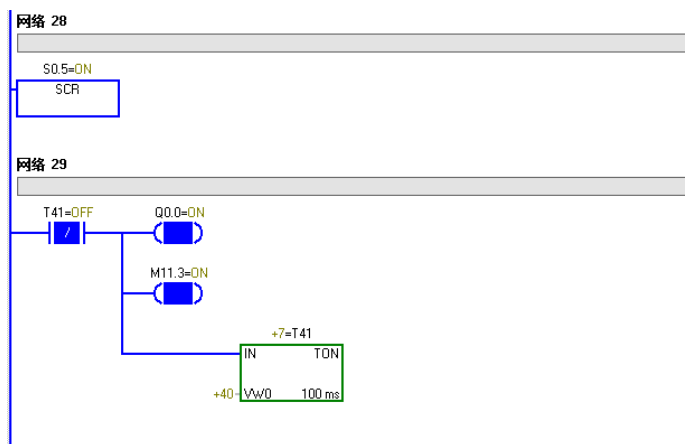 网络 28
S0.5=ON
SCR
网络 29
T41=OFF
Q0.0=ON
/
M11.3=ON
+7=T41
IN TON
+40 VW0 100 ms